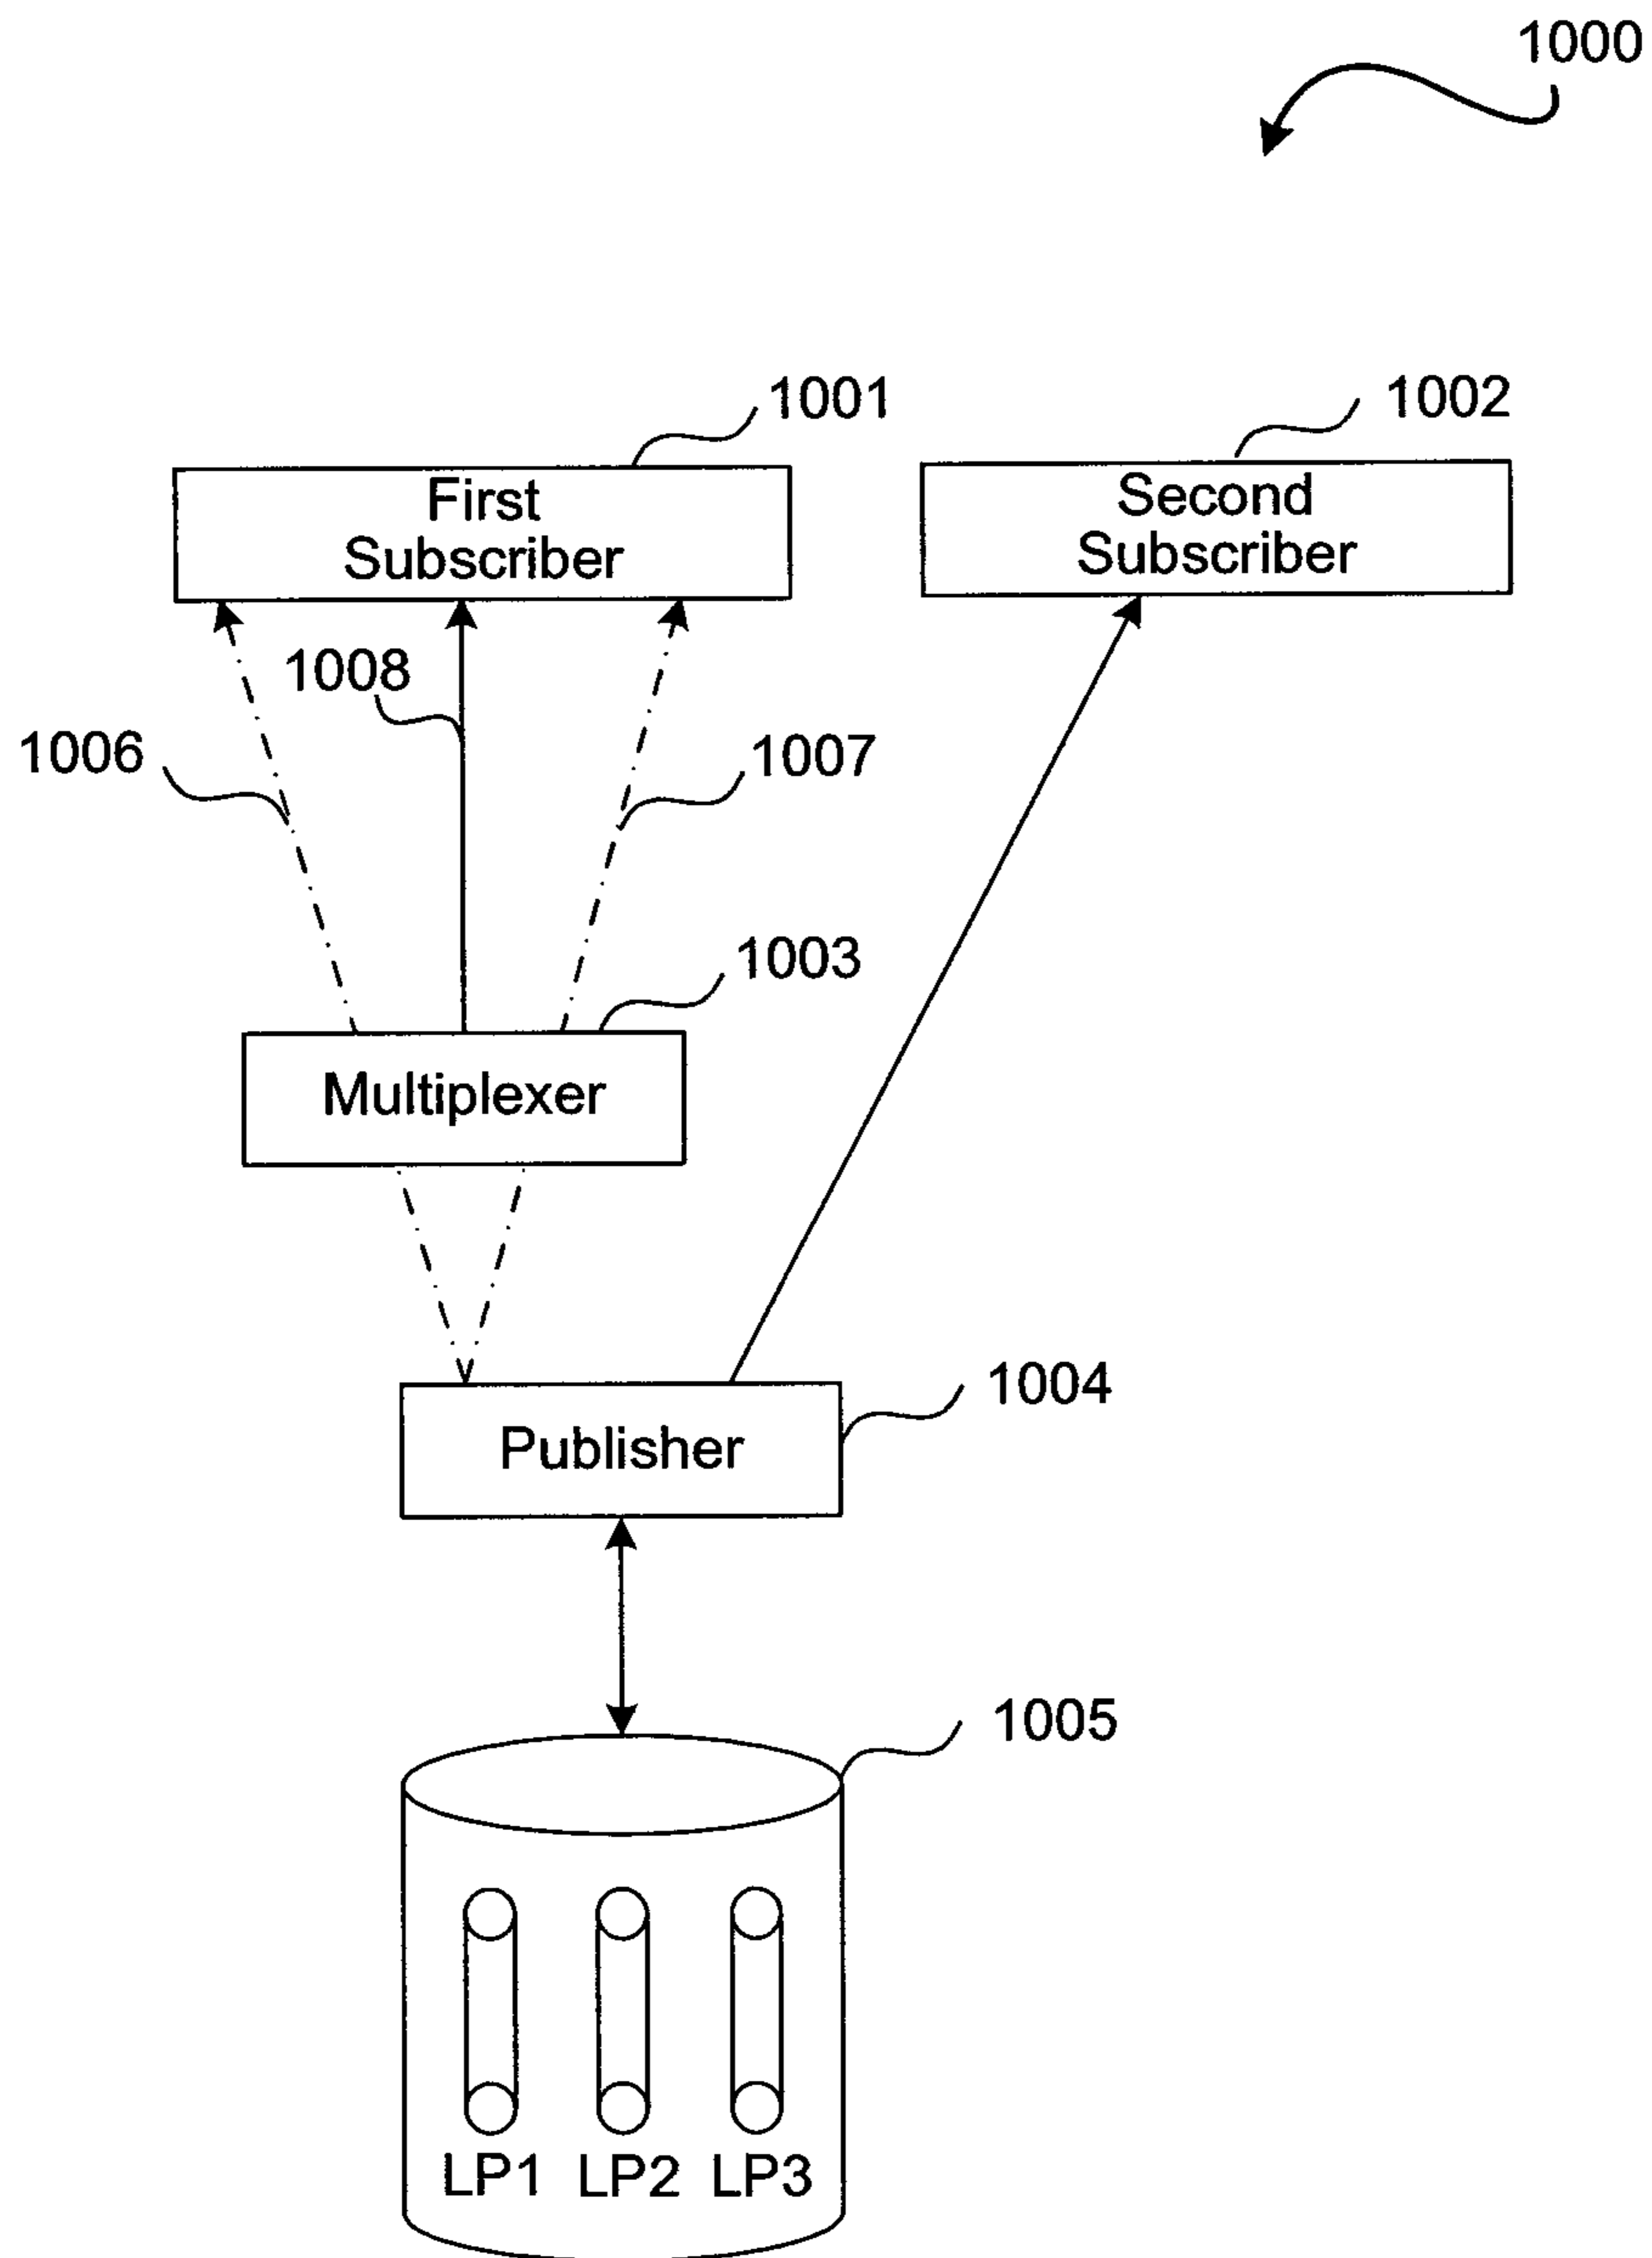 1000
1001
1002
First
Subscriber
Second
Subscriber
1008
1006
1007
1003
Multiplexer
1004
Publisher
1005
LP1 LP2 LP3